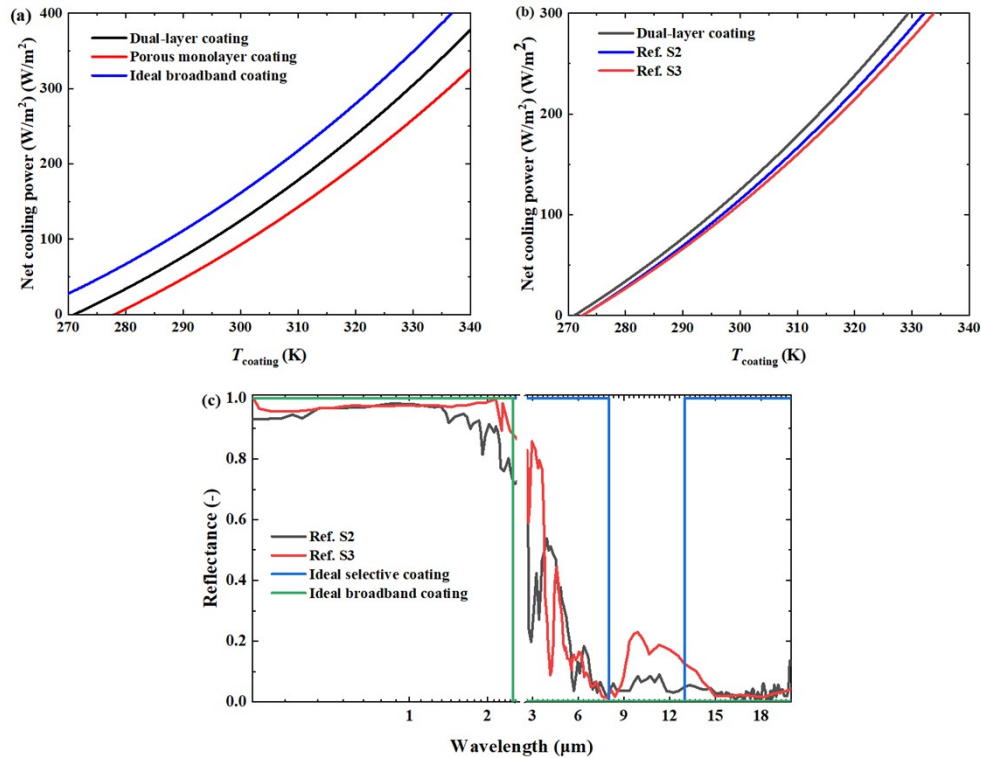 (a)
Net cooling power (W/m²) (W/m²)
400
300
200
100
0
Dual-layer coating
Porous monolayer coating
Ideal broadband coating
270 280 290 300 310 320 330 340
T_coating (K)
(b)
Net cooling power (W/m²) (W/m²)
300
200
100
0
Dual-layer coating
Ref. S2
Ref. S3
270 280 290 300 310 320 330 340
T_coating (K)
(c)
Reflectance (-)
1.0
0.8
0.6
0.4
0.2
0.0
Ref. S2
Ref. S3
Ideal selective coating
Ideal broadband coating
1 2 3 6 9 12 15 18
Wavelength (μm)